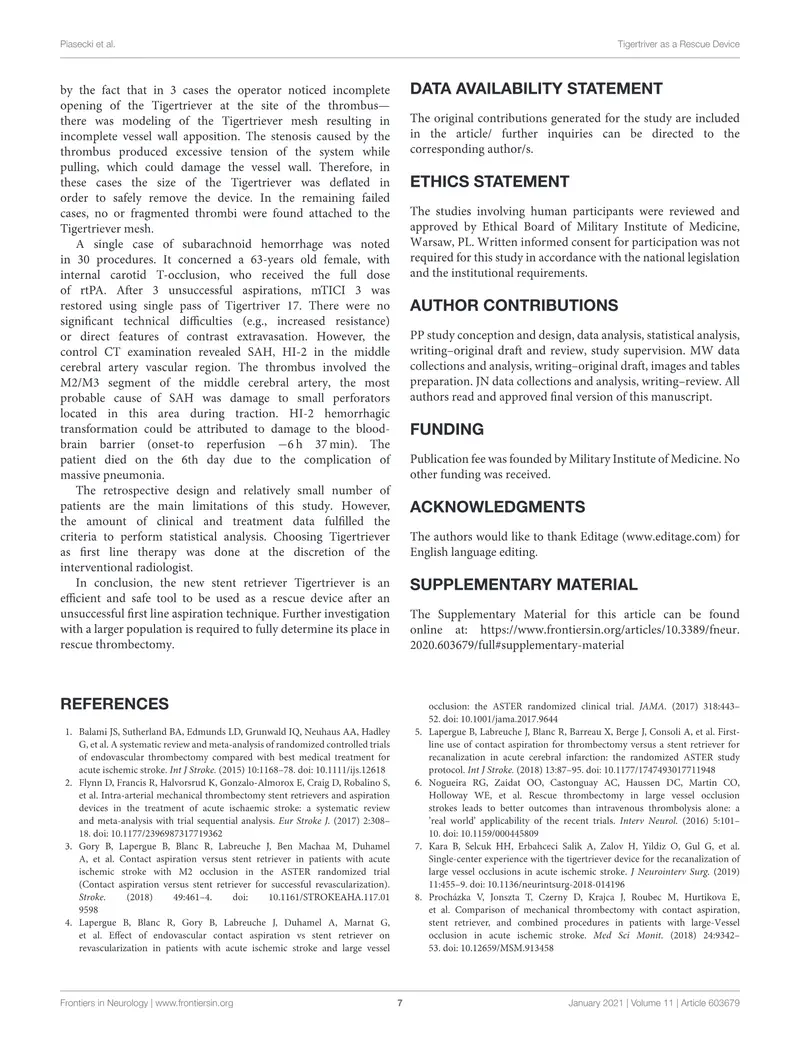 Piasecki et al.
Tigertriver as a Rescue Device
by the fact that in 3 cases the operator noticed incomplete
opening of the Tigertriever at the site of the thrombus—
there was modeling of the Tigertriever mesh resulting in
incomplete vessel wall apposition. The stenosis caused by the
thrombus produced excessive tension of the system while
pulling, which could damage the vessel wall. Therefore, in
these cases the size of the Tigertriever was deflated in
order to safely remove the device. In the remaining failed
cases, no or fragmented thrombi were found attached to the
Tigertriever mesh.
A single case of subarachnoid hemorrhage was noted
in 30 procedures. It concerned a 63-years old female, with
internal carotid T-occlusion, who received the full dose
of rtPA. After 3 unsuccessful aspirations, mTICI 3 was
restored using single pass of Tigertriver 17. There were no
significant technical difficulties (e.g., increased resistance)
or direct features of contrast extravasation. However, the
control CT examination revealed SAH, HI-2 in the middle
cerebral artery vascular region. The thrombus involved the
M2/M3 segment of the middle cerebral artery, the most
probable cause of SAH was damage to small perforators
located in this area during traction. HI-2 hemorrhagic
transformation could be attributed to damage to the blood-
brain barrier (onset-to reperfusion −6 h 37 min). The
patient died on the 6th day due to the complication of
massive pneumonia.
The retrospective design and relatively small number of
patients are the main limitations of this study. However,
the amount of clinical and treatment data fulfilled the
criteria to perform statistical analysis. Choosing Tigertriever
as first line therapy was done at the discretion of the
interventional radiologist.
In conclusion, the new stent retriever Tigertriever is an
efficient and safe tool to be used as a rescue device after an
unsuccessful first line aspiration technique. Further investigation
with a larger population is required to fully determine its place in
rescue thrombectomy.
DATA AVAILABILITY STATEMENT
The original contributions generated for the study are included
in the article/ further inquiries can be directed to the
corresponding author/s.
ETHICS STATEMENT
The studies involving human participants were reviewed and
approved by Ethical Board of Military Institute of Medicine,
Warsaw, PL. Written informed consent for participation was not
required for this study in accordance with the national legislation
and the institutional requirements.
AUTHOR CONTRIBUTIONS
PP study conception and design, data analysis, statistical analysis,
writing–original draft and review, study supervision. MW data
collections and analysis, writing–original draft, images and tables
preparation. JN data collections and analysis, writing–review. All
authors read and approved final version of this manuscript.
FUNDING
Publication fee was founded by Military Institute of Medicine. No
other funding was received.
ACKNOWLEDGMENTS
The authors would like to thank Editage (www.editage.com) for
English language editing.
SUPPLEMENTARY MATERIAL
The Supplementary Material for this article can be found
online at: https://www.frontiersin.org/articles/10.3389/fneur.
2020.603679/full#supplementary-material
REFERENCES
1. Balami JS, Sutherland BA, Edmunds LD, Grunwald IQ, Neuhaus AA, Hadley
G, et al. A systematic review and meta-analysis of randomized controlled trials
of endovascular thrombectomy compared with best medical treatment for
acute ischemic stroke. Int J Stroke. (2015) 10:1168–78. doi: 10.1111/ijs.12618
2. Flynn D, Francis R, Halvorsrud K, Gonzalo-Almorox E, Craig D, Robalino S,
et al. Intra-arterial mechanical thrombectomy stent retrievers and aspiration
devices in the treatment of acute ischaemic stroke: a systematic review
and meta-analysis with trial sequential analysis. Eur Stroke J. (2017) 2:308–
18. doi: 10.1177/2396987317719362
3. Gory B, Lapergue B, Blanc R, Labreuche J, Ben Machaa M, Duhamel
A, et al. Contact aspiration versus stent retriever in patients with acute
ischemic stroke with M2 occlusion in the ASTER randomized trial
(Contact aspiration versus stent retriever for successful revascularization).
Stroke. (2018) 49:461–4. doi: 10.1161/STROKEAHA.117.01
9598
4. Lapergue B, Blanc R, Gory B, Labreuche J, Duhamel A, Marnat G,
et al. Effect of endovascular contact aspiration vs stent retriever on
revascularization in patients with acute ischemic stroke and large vessel
occlusion: the ASTER randomized clinical trial. JAMA. (2017) 318:443–
52. doi: 10.1001/jama.2017.9644
5. Lapergue B, Labreuche J, Blanc R, Barreau X, Berge J, Consoli A, et al. First-
line use of contact aspiration for thrombectomy versus a stent retriever for
recanalization in acute cerebral infarction: the randomized ASTER study
protocol. Int J Stroke. (2018) 13:87–95. doi: 10.1177/1747493017711948
6. Nogueira RG, Zaidat OO, Castonguay AC, Haussen DC, Martin CO,
Holloway WE, et al. Rescue thrombectomy in large vessel occlusion
strokes leads to better outcomes than intravenous thrombolysis alone: a
'real world' applicability of the recent trials. Interv Neurol. (2016) 5:101–
10. doi: 10.1159/000445809
7. Kara B, Selcuk HH, Erbahceci Salik A, Zalov H, Yildiz O, Gul G, et al.
Single-center experience with the tigertriever device for the recanalization of
large vessel occlusions in acute ischemic stroke. J Neurointerv Surg. (2019)
11:455–9. doi: 10.1136/neurintsurg-2018-014196
8. Procházka V, Jonszta T, Czerny D, Krajca J, Roubec M, Hurtikova E,
et al. Comparison of mechanical thrombectomy with contact aspiration,
stent retriever, and combined procedures in patients with large-Vessel
occlusion in acute ischemic stroke. Med Sci Monit. (2018) 24:9342–
53. doi: 10.12659/MSM.913458
Frontiers in Neurology | www.frontiersin.org
7
January 2021 | Volume 11 | Article 603679